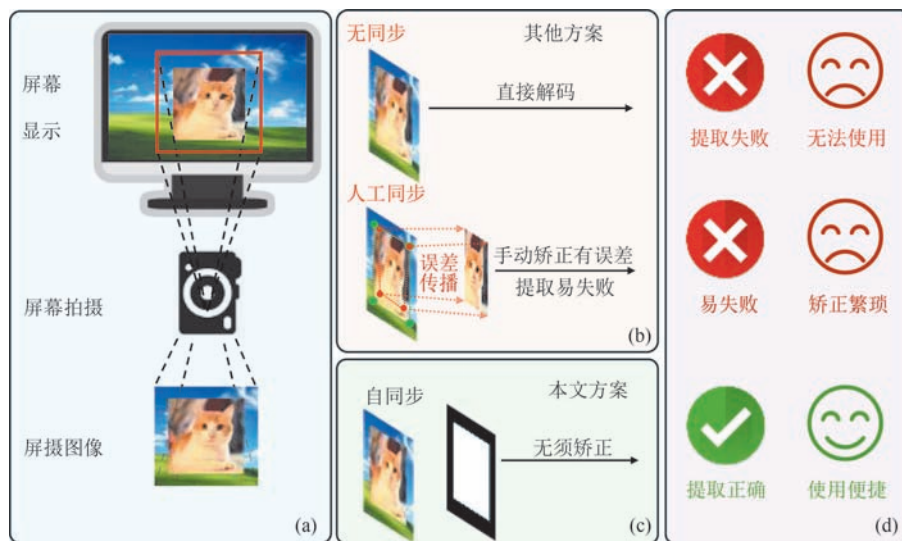 屏幕
显示
屏幕拍摄
屏摄图像
(a)
无同步
其他方案
直接解码
人工同步
误差
传播
手动矫正有误差
提取易失败
(b)
自同步
本文方案
无须矫正
(c)
提取失败
无法使用
易失败
矫正繁琐
提取正确
使用便捷
(d)